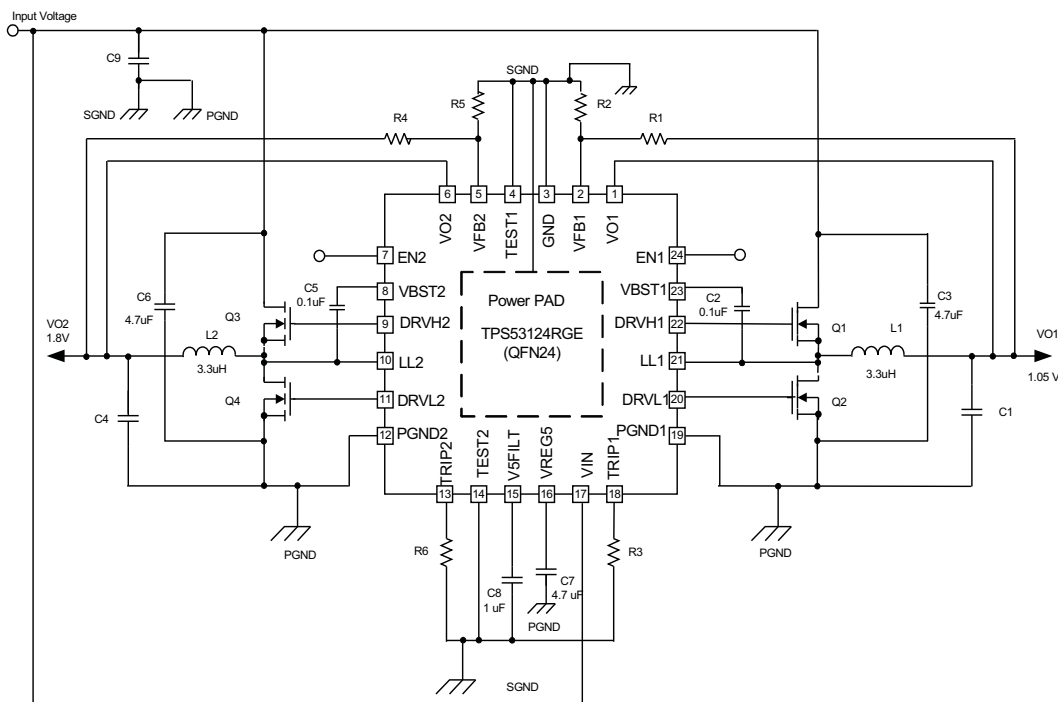 Input Voltage
C9
SGND
PGND
SGND
R5
R2
R4
R1
6
5
4
3
2
1
VO2
VFB2
TEST1
GND
VFB1
VO1
7
EN2
EN1
24
C5
0.1uF
8
VBST2
VBST1
23
C2
0.1uF
C6
4.7uF
C3
4.7uF
Power PAD
TPS53124RGE
(QFN24)
Q3
9
DRVH2
DRVH1
22
Q1
VO2
1.8V
L2
3.3uH
10
LL2
LL1
21
L1
3.3uH
VO1
1.05 V
Q4
11
DRVL2
DRVL1
20
Q2
C4
C1
12
PGND2
PGND1
19
TRIP2
TEST2
V5FILT
VREG5
VIN
TRIP1
13
14
15
16
17
18
PGND
PGND
R6
R3
C8
1 uF
C7
4.7 uF
PGND
SGND